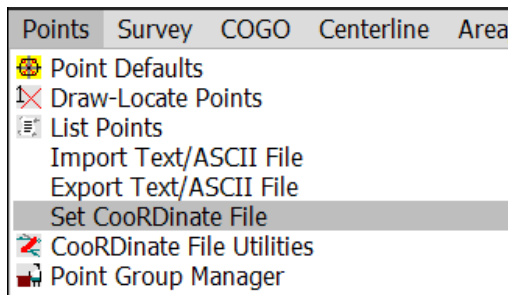 Points Survey COGO Centerline Area
Point Defaults
Draw-Locate Points
List Points
Import Text/ASCII File
Export Text/ASCII File
Set CooRDinate File
CooRDinate File Utilities
Point Group Manager